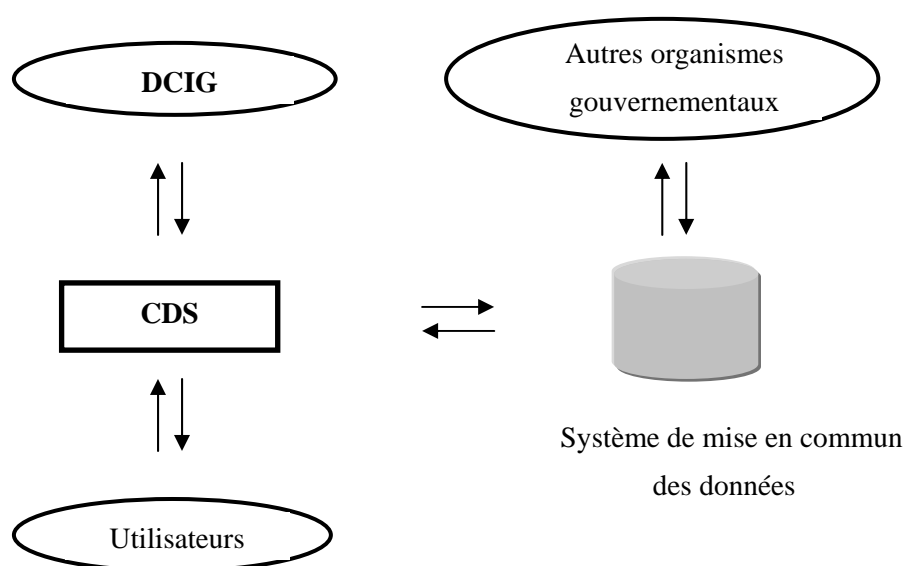 DCIG
Autres organismes
gouvernementaux
CDS
Système de mise en commun
des données
Utilisateurs